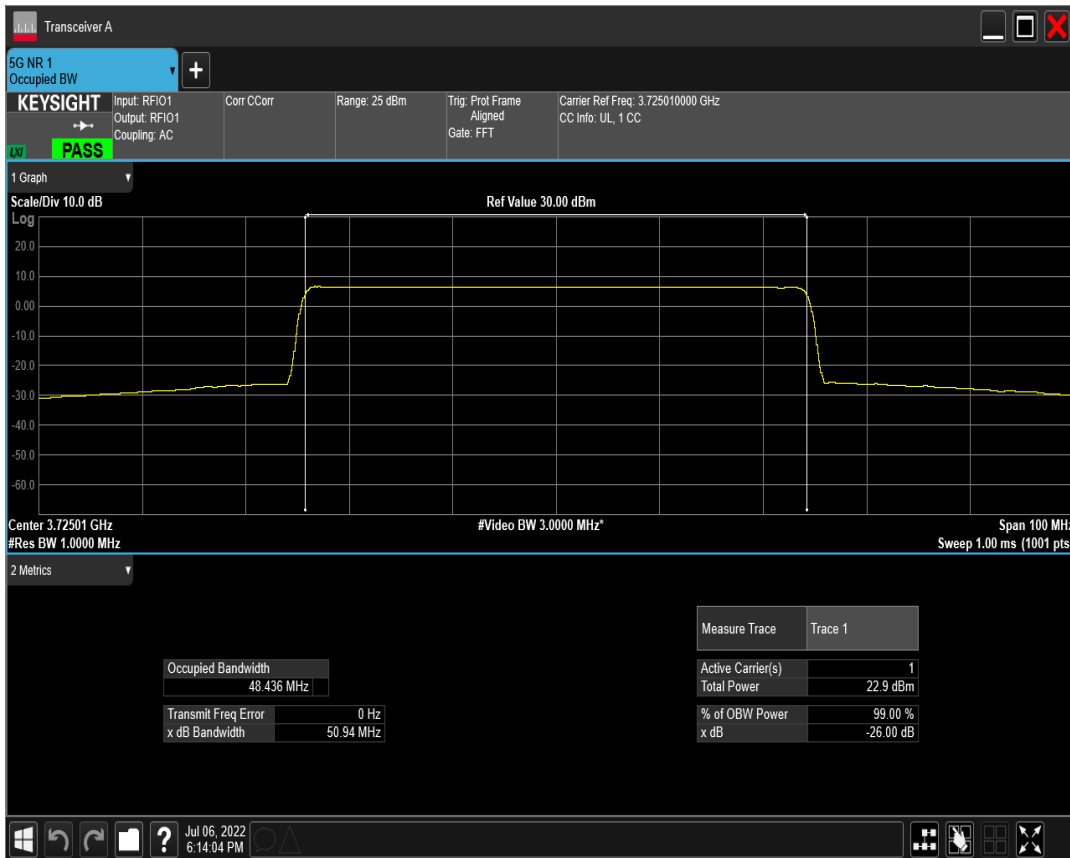 Transceiver A
5G NR 1
Occupied BW
+
KEYSIGHT
LXI
PASS
Input: RFIO1
Output: RFIO1
Coupling: AC
Corr CCorr
Range: 25 dBm
Trig: Prot Frame
Aligned
Gate: FFT
Carrier Ref Freq: 3.725010000 GHz
CC Info: UL, 1 CC
1 Graph
Scale/Div 10.0 dB
Ref Value 30.00 dBm
Log
20.0
10.0
0.00
-10.0
-20.0
-30.0
-40.0
-50.0
-60.0
Center 3.72501 GHz
#Video BW 3.0000 MHz*
Span 100 MHz
#Res BW 1.0000 MHz
Sweep 1.00 ms (1001 pts
2 Metrics
Measure Trace Trace 1
Occupied Bandwidth
48.436 MHz
Active Carrier(s) 1
Total Power 22.9 dBm
Transmit Freq Error 0 Hz
x dB Bandwidth 50.94 MHz
% of OBW Power 99.00 %
x dB -26.00 dB
?
Jul 06, 2022
6:14:04 PM